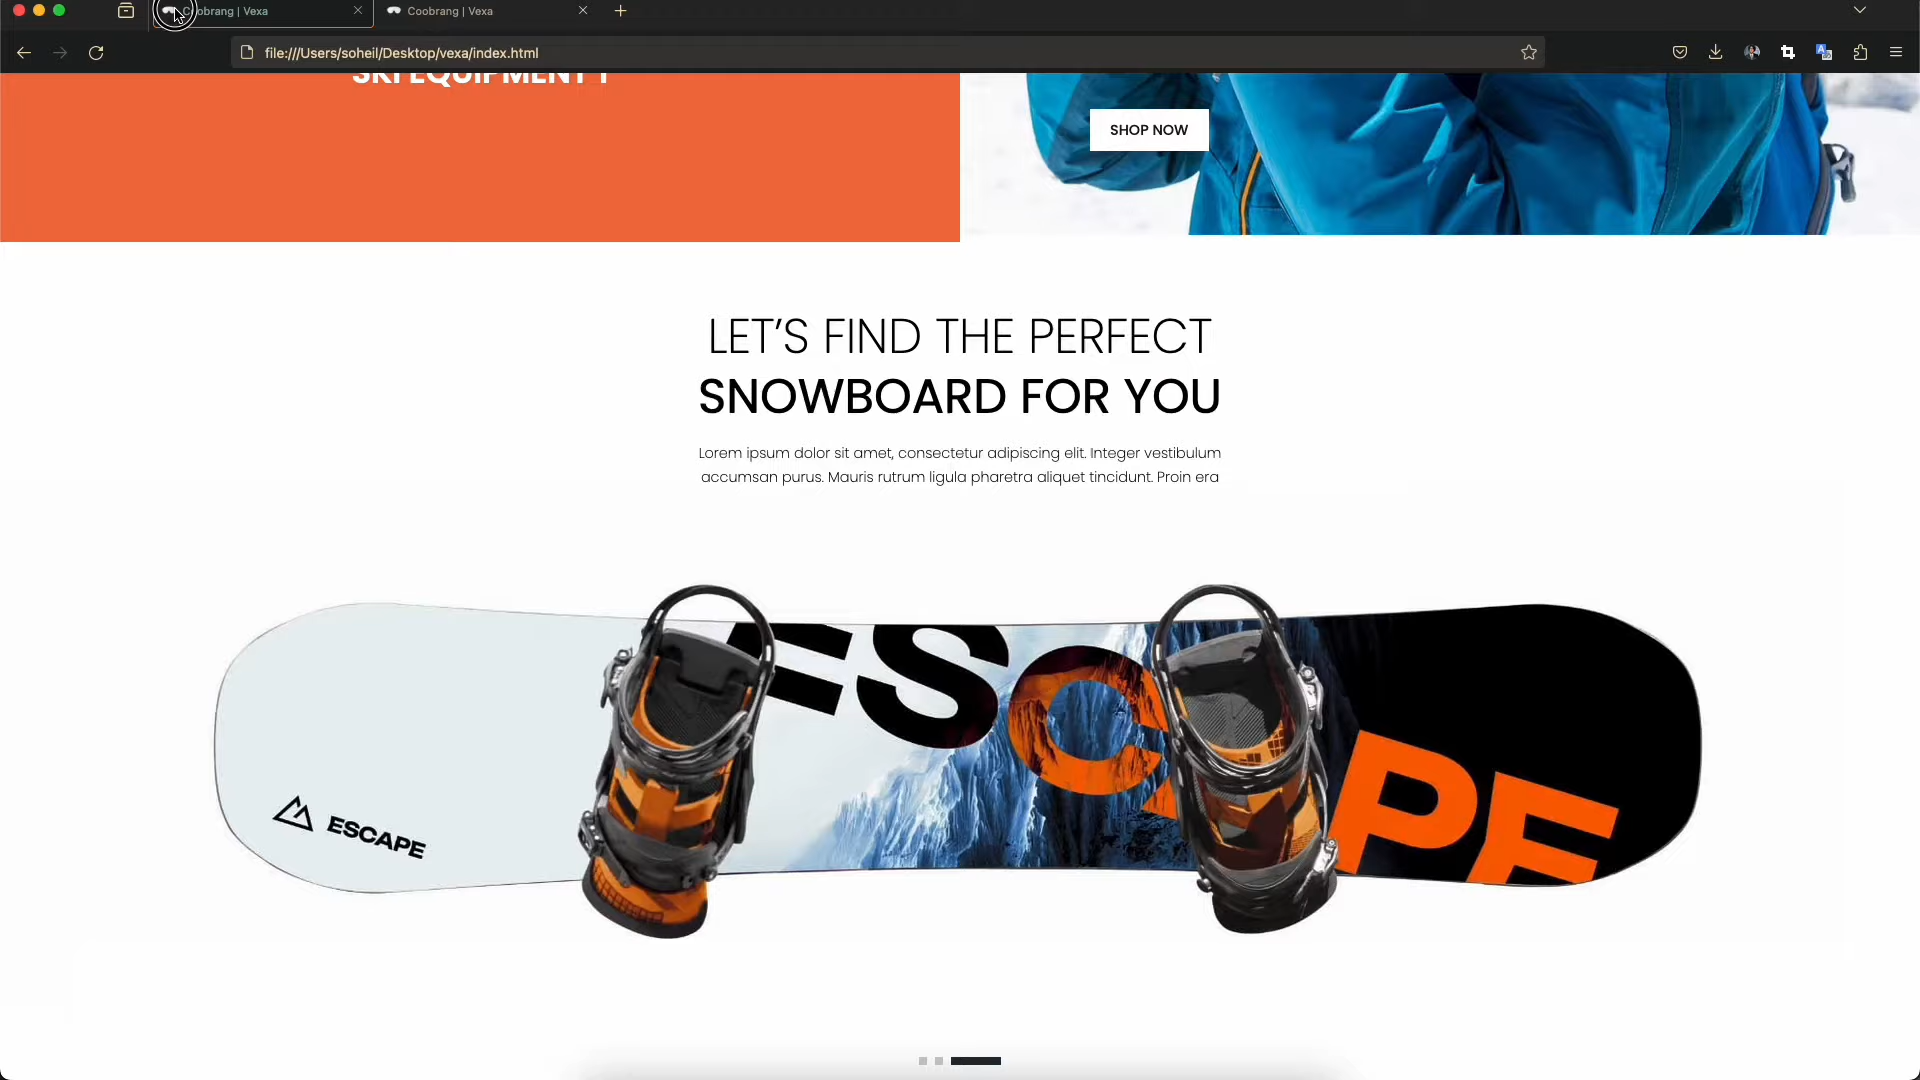 Coobrang | Vexa
Coobrang | Vexa
file:///Users/soheil/Desktop/vexa/index.html
SKI EQUIPMENT I
SHOP NOW
LET’S FIND THE PERFECT
SNOWBOARD FOR YOU
Lorem ipsum dolor sit amet, consectetur adipiscing elit. Integer vestibulum
accumsan purus. Mauris rutrum ligula pharetra aliquet tincidunt. Proin era
ESCAPE
ESCAPE